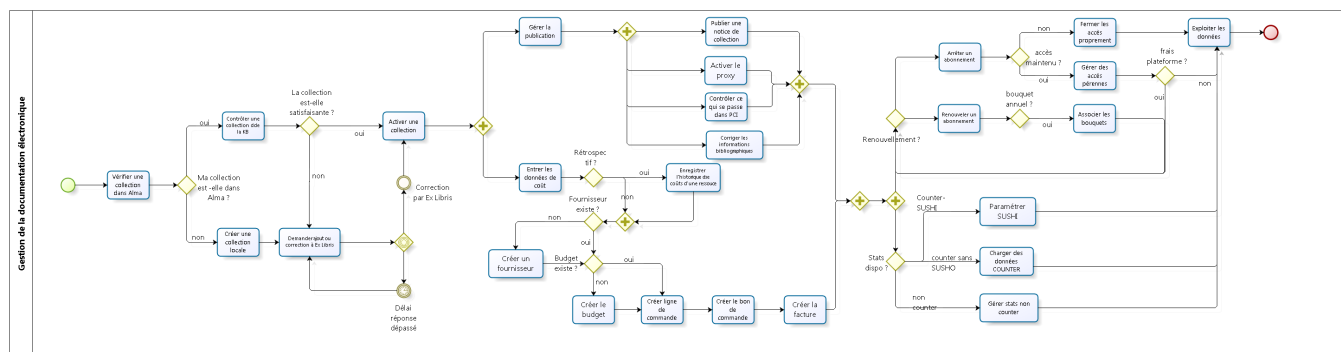 Gestion de la documentation électronique
Vérifier une
collection
dans Alma
Ma collection
est -elle dans
Alma ?
oui
non
Contrôler une
collection dde
la KB
Créer une
collection
locale
La collection
est-elle
satisfaisante ?
oui
non
Demander ajout ou
correction à Ex Libris
Activer une
collection
Correction
par Ex Libris
Délai
réponse
dépassé
Gérer la
publication
Publier une
notice de
collection
Activer le
proxy
Contrôler ce
qui se passe
dans PCI
Corriger les
informations
bibliographiques
Entrer les
données de
coût
Rétrospec
tif ?
oui
non
Enregistrer
l'historique des
coûts d'une ressouce
Fournisseur
existe ?
non
oui
Créer un
fournisseur
Budget
existe ?
oui
non
Créer le
budget
Créer ligne
de
commande
Créer le bon
de
commande
Créer la
facture
Renouvellement ?
Arrêter un
abonnement
accès
maintenu ?
non
oui
Fermer les
accès
proprement
Gérer des
accès
pérennes
frais
plateforme ?
oui
non
Exploiter les
données
Renouveler un
abonnement
bouquet
annuel ?
oui
Associer les
bouquets
Stats
dispo ?
Counter-
SUSHI
Paramétrer
SUSHI
counter sans
SUSHO
Charger des
données
COUNTER
non
counter
Gérer stats non
counter